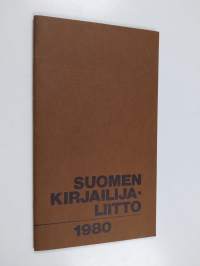 SUOMEN
KIRJAILIJA-
LIITTO
1980